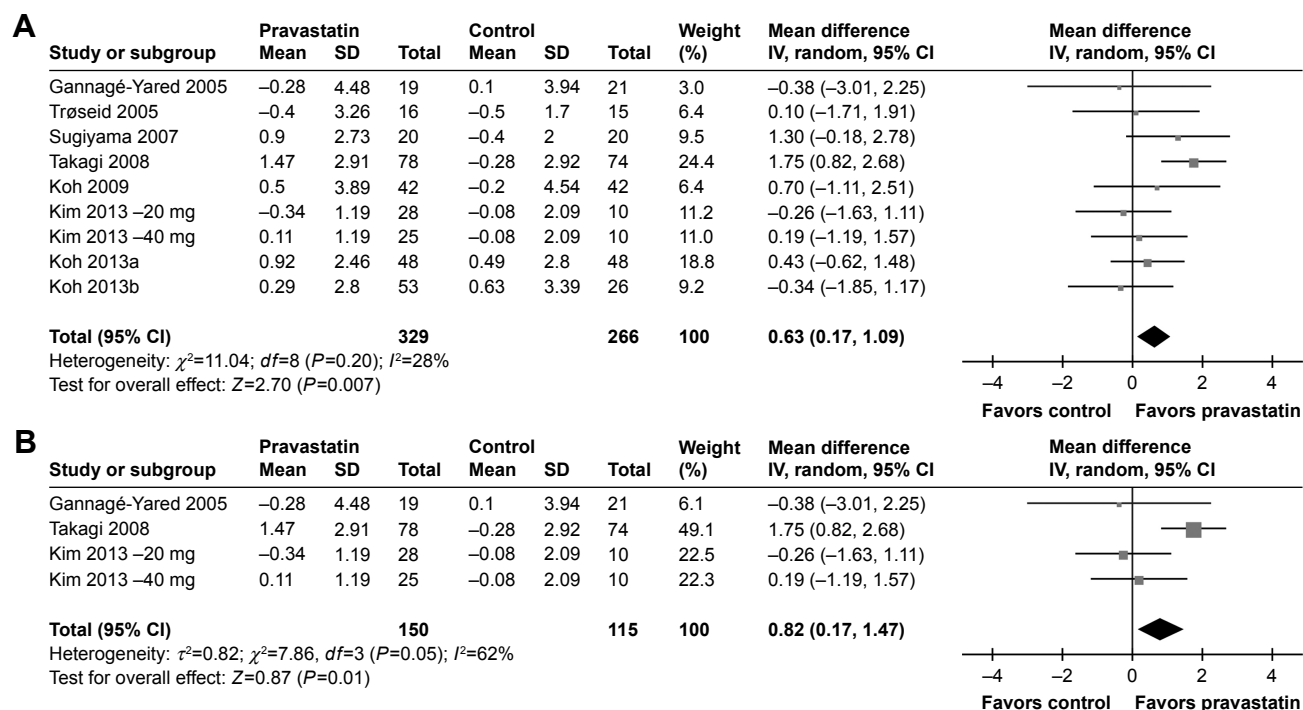 A
Pravastatin Control Weight Mean difference Mean difference
Study or subgroup Mean SD Total Mean SD Total (%) IV, random, 95% CI IV, random, 95% CI
Gannagé-Yared 2005 –0.28 4.48 19 0.1 3.94 21 3.0 –0.38 (–3.01, 2.25)
Trøseid 2005 –0.4 3.26 16 –0.5 1.7 15 6.4 0.10 (–1.71, 1.91)
Sugiyama 2007 0.9 2.73 20 –0.4 2 20 9.5 1.30 (–0.18, 2.78)
Takagi 2008 1.47 2.91 78 –0.28 2.92 74 24.4 1.75 (0.82, 2.68)
Koh 2009 0.5 3.89 42 –0.2 4.54 42 6.4 0.70 (–1.11, 2.51)
Kim 2013 –20 mg –0.34 1.19 28 –0.08 2.09 10 11.2 –0.26 (–1.63, 1.11)
Kim 2013 –40 mg 0.11 1.19 25 –0.08 2.09 10 11.0 0.19 (–1.19, 1.57)
Koh 2013a 0.92 2.46 48 0.49 2.8 48 18.8 0.43 (–0.62, 1.48)
Koh 2013b 0.29 2.8 53 0.63 3.39 26 9.2 –0.34 (–1.85, 1.17)
Total (95% CI) 329 266 100 0.63 (0.17, 1.09)
Heterogeneity: χ²=11.04; df=8 (P=0.20); I²=28%
Test for overall effect: Z=2.70 (P=0.007)
–4 –2 0 2 4
Favors control Favors pravastatin
B
Pravastatin Control Weight Mean difference Mean difference
Study or subgroup Mean SD Total Mean SD Total (%) IV, random, 95% CI IV, random, 95% CI
Gannagé-Yared 2005 –0.28 4.48 19 0.1 3.94 21 6.1 –0.38 (–3.01, 2.25)
Takagi 2008 1.47 2.91 78 –0.28 2.92 74 49.1 1.75 (0.82, 2.68)
Kim 2013 –20 mg –0.34 1.19 28 –0.08 2.09 10 22.5 –0.26 (–1.63, 1.11)
Kim 2013 –40 mg 0.11 1.19 25 –0.08 2.09 10 22.3 0.19 (–1.19, 1.57)
Total (95% CI) 150 115 100 0.82 (0.17, 1.47)
Heterogeneity: τ²=0.82; χ²=7.86, df=3 (P=0.05); I²=62%
Test for overall effect: Z=0.87 (P=0.01)
–4 –2 0 2 4
Favors control Favors pravastatin